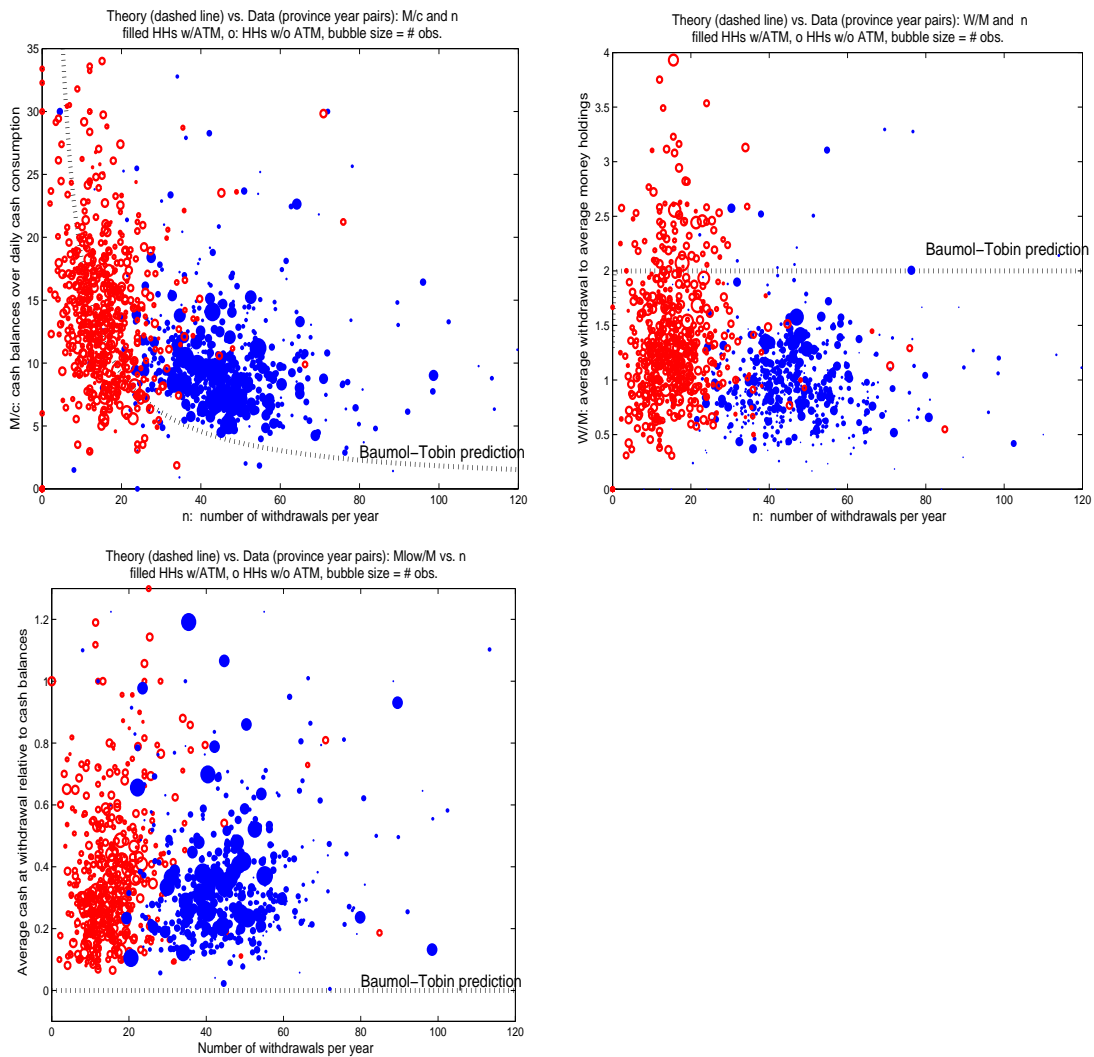 Theory (dashed line) vs. Data (province year pairs): M/c and n
filled HHs w/ATM, o: HHs w/o ATM, bubble size = # obs.
35
30
25
20
15
10
5
0
M/c: cash balances over daily cash consumption
Baumol−Tobin prediction
20
40
60
80
100
120
n: number of withdrawals per year
Theory (dashed line) vs. Data (province year pairs): W/M and n
filled HHs w/ATM, o HHs w/o ATM, bubble size = # obs.
4
3.5
3
2.5
2
1.5
1
0.5
0
W/M: average withdrawal to average money holdings
Baumol−Tobin prediction
0
20
40
60
80
100
120
n: number of withdrawals per year
Theory (dashed line) vs. Data (province year pairs): Mlow/M vs. n
filled HHs w/ATM, o HHs w/o ATM, bubble size = # obs.
1.2
1
0.8
0.6
0.4
0.2
0
Average cash at withdrawal relative to cash balances
Baumol−Tobin prediction
0
20
40
60
80
100
120
Number of withdrawals per year